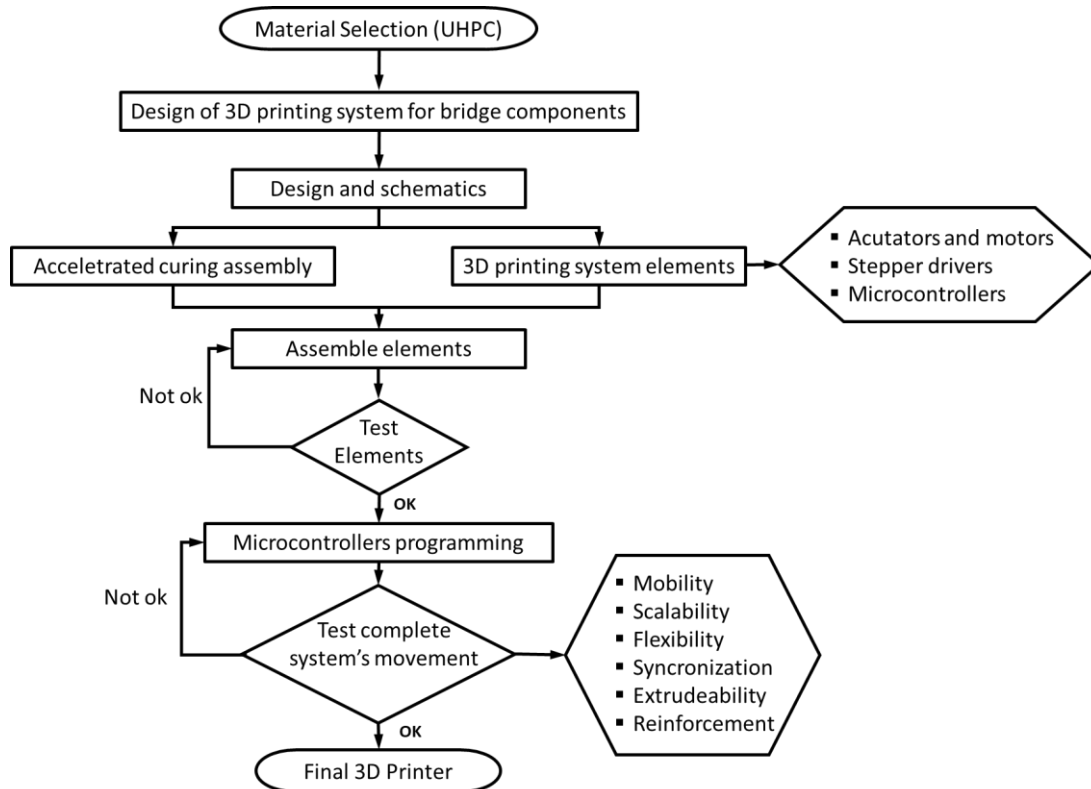 Material Selection (UHPC)
Design of 3D printing system for bridge components
Design and schematics
Acceletrated curing assembly
3D printing system elements
▪ Acutators and motors
▪ Stepper drivers
▪ Microcontrollers
Assemble elements
Not ok
Test
Elements
OK
Microcontrollers programming
Not ok
Test complete
system's movement
▪ Mobility
▪ Scalability
▪ Flexibility
▪ Syncronization
▪ Extrudeability
▪ Reinforcement
OK
Final 3D Printer